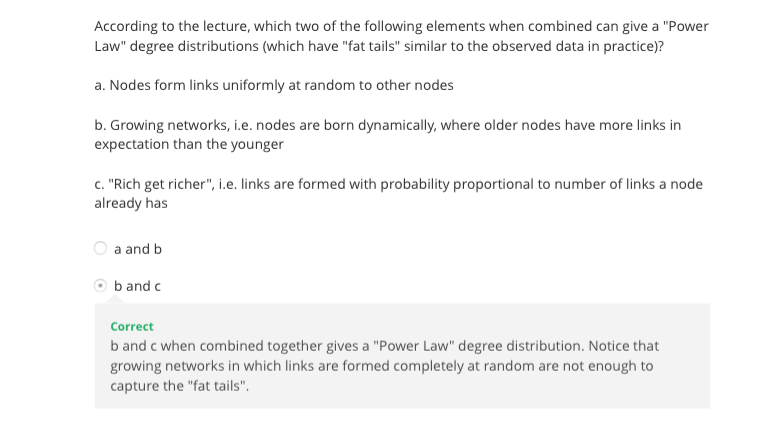 According to the lecture, which two of the following elements when combined can give a "Power
Law" degree distributions (which have "fat tails" similar to the observed data in practice)?
a. Nodes form links uniformly at random to other nodes
b. Growing networks, i.e. nodes are born dynamically, where older nodes have more links in
expectation than the younger
c. "Rich get richer", i.e. links are formed with probability proportional to number of links a node
already has
a and b
b and c
Correct
b and c when combined together gives a "Power Law" degree distribution. Notice that
growing networks in which links are formed completely at random are not enough to
capture the "fat tails".